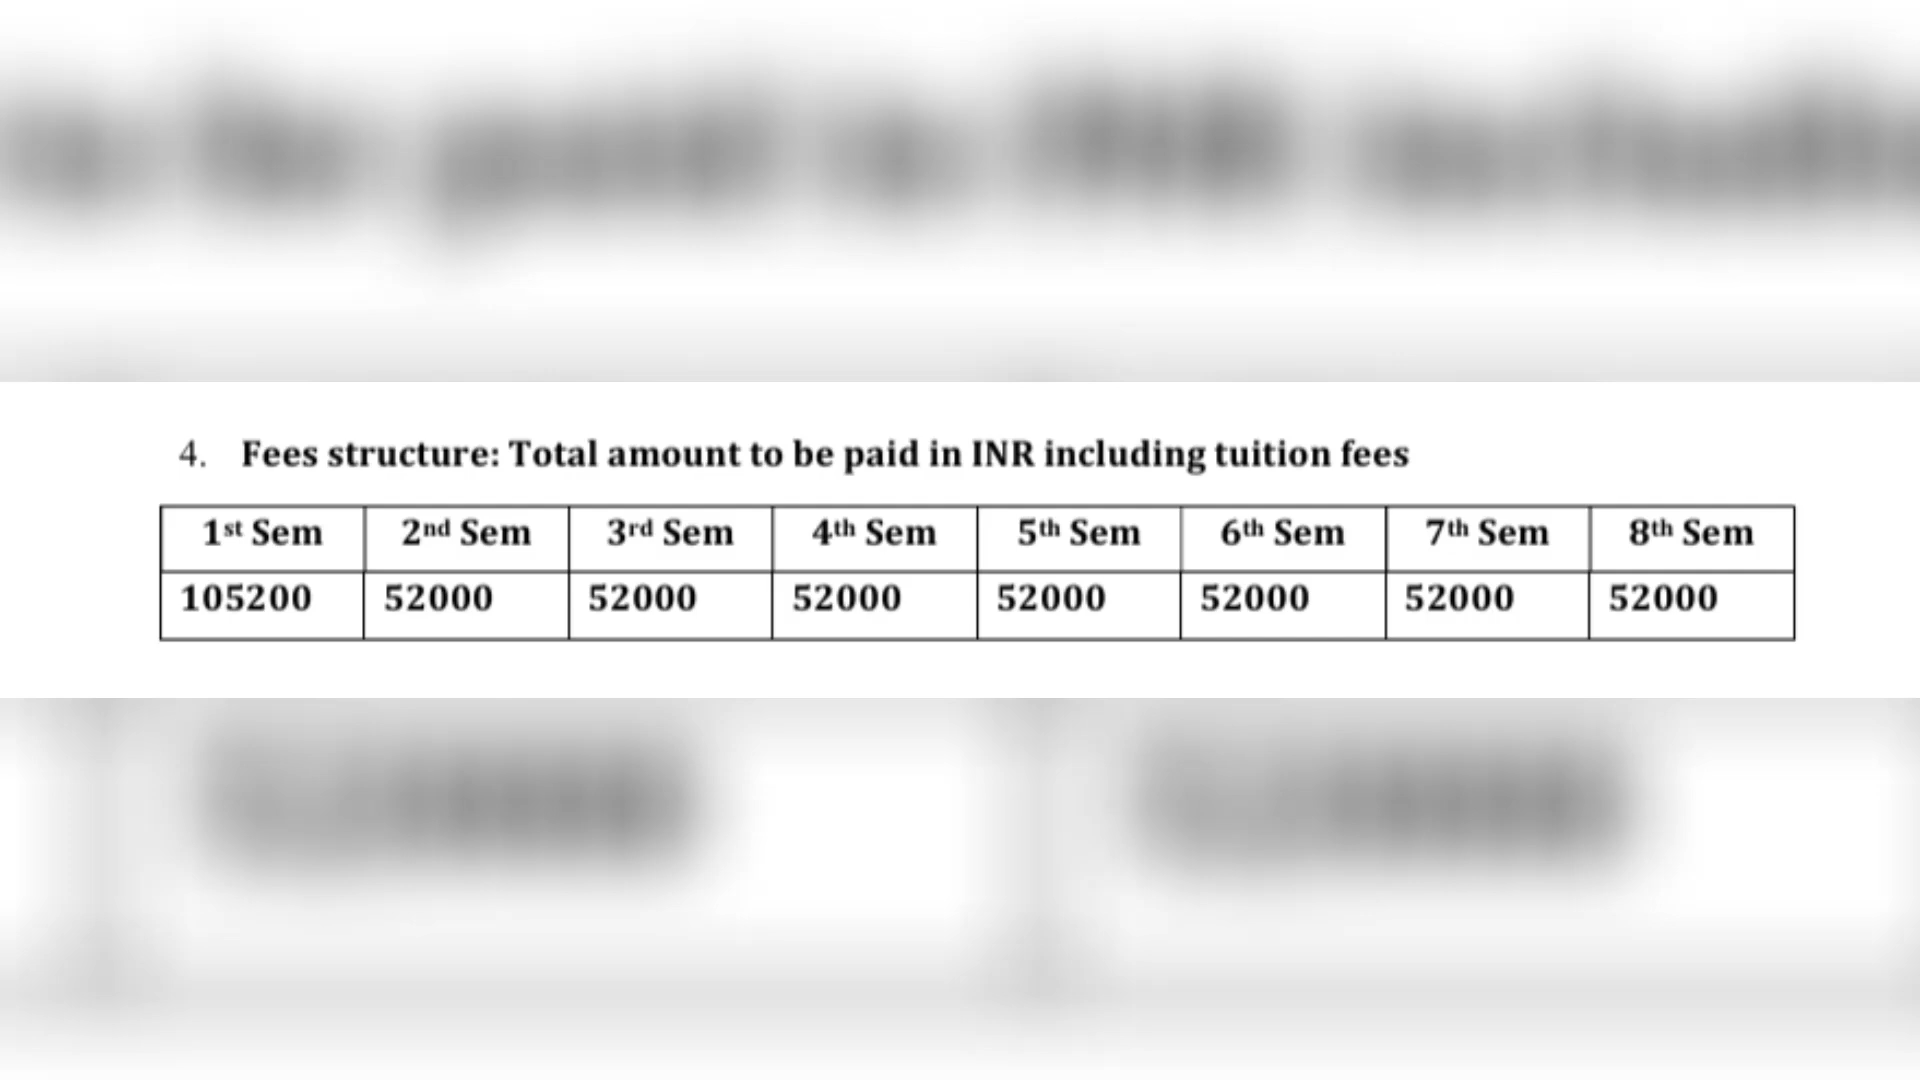 4. Fees structure: Total amount to be paid in INR including tuition fees
1st Sem 2nd Sem 3rd Sem 4th Sem 5th Sem 6th Sem 7th Sem 8th Sem
105200 52000 52000 52000 52000 52000 52000 52000